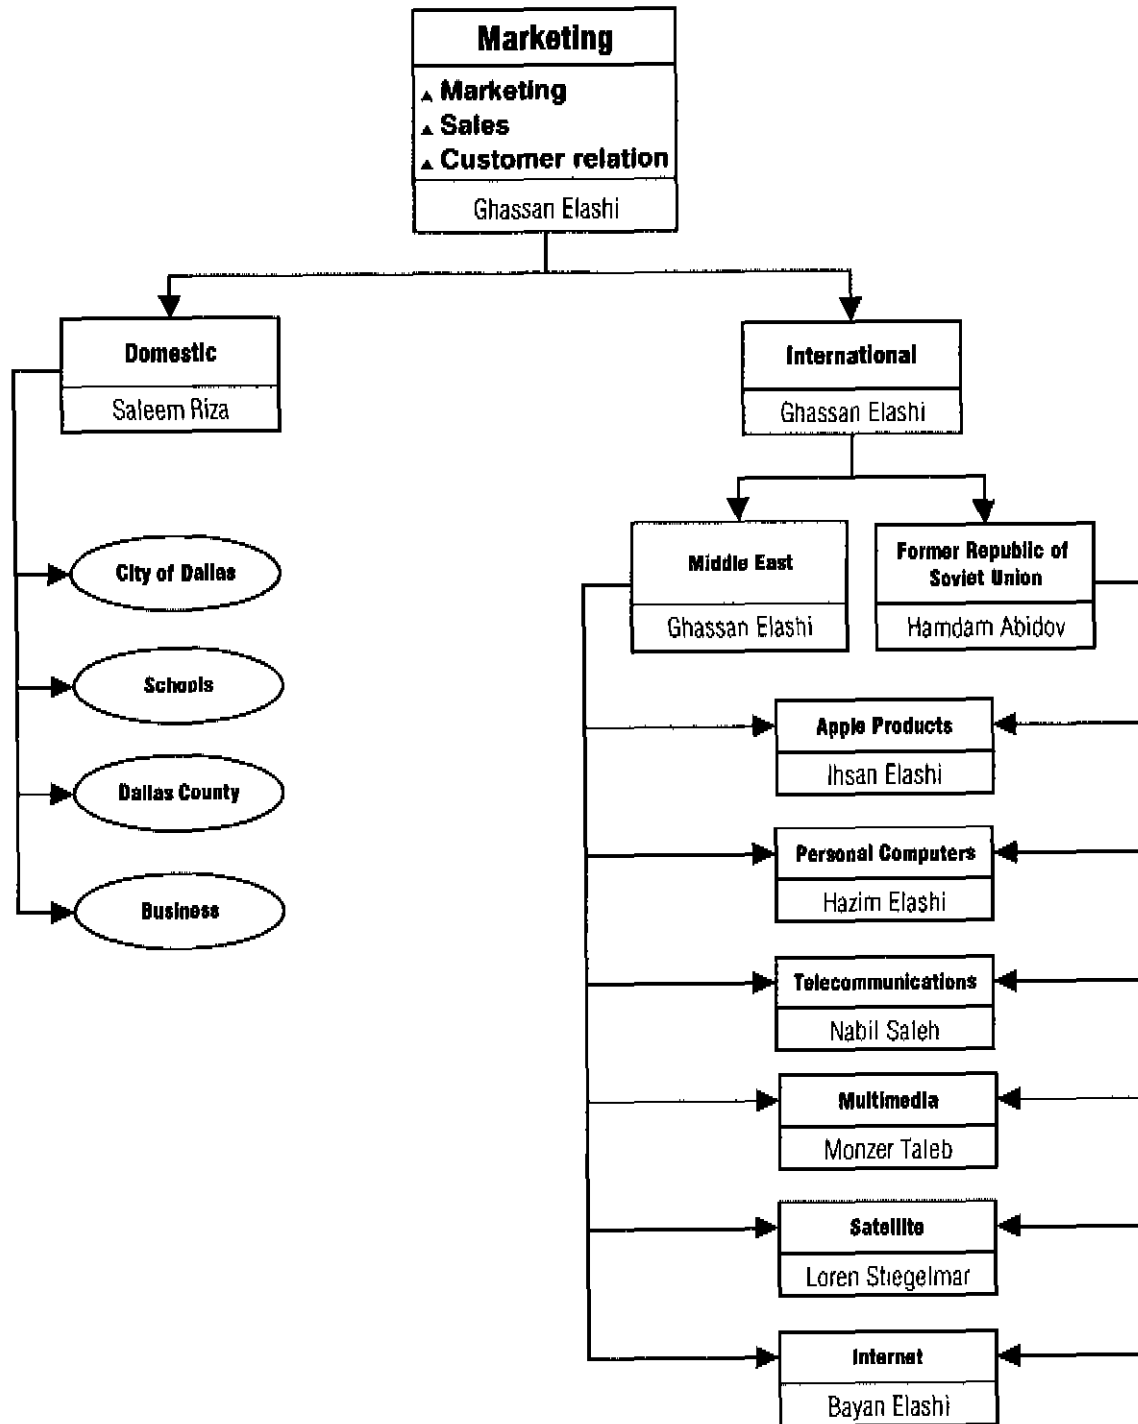 Marketing
▲ Marketing
▲ Sales
▲ Customer relation
Ghassan Elashi
Domestic
Saleem Riza
City of Dallas
Schools
Dallas County
Business
International
Ghassan Elashi
Middle East
Ghassan Elashi
Former Republic of
Soviet Union
Hamdam Abidov
Apple Products
Ihsan Elashi
Personal Computers
Hazim Elashi
Telecommunications
Nabil Saleh
Multimedia
Monzer Taleb
Satellite
Loren Stiegelmar
Internet
Bayan Elashi